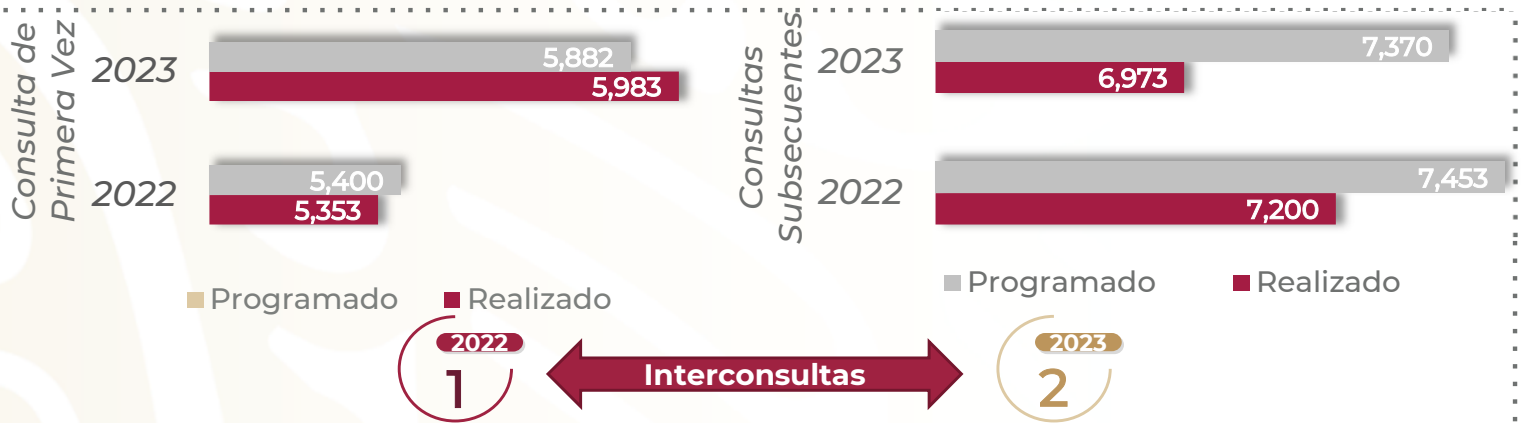 Consulta de
Primera Vez
2023
5,882
5,983
2022
5,400
5,353
Programado
Realizado
Consultas
Subsecuentes
2023
7,370
6,973
2022
7,453
7,200
Programado
Realizado
2022
1
Interconsultas
2023
2